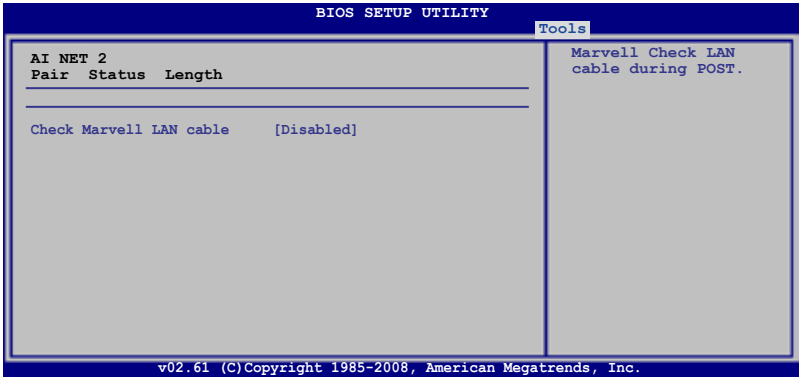 BIOS SETUP UTILITY
Tools
AI NET 2
Pair Status Length
Check Marvell LAN cable [Disabled]
Marvell Check LAN
cable during POST.
v02.61 (C)Copyright 1985-2008, American Megatrends, Inc.